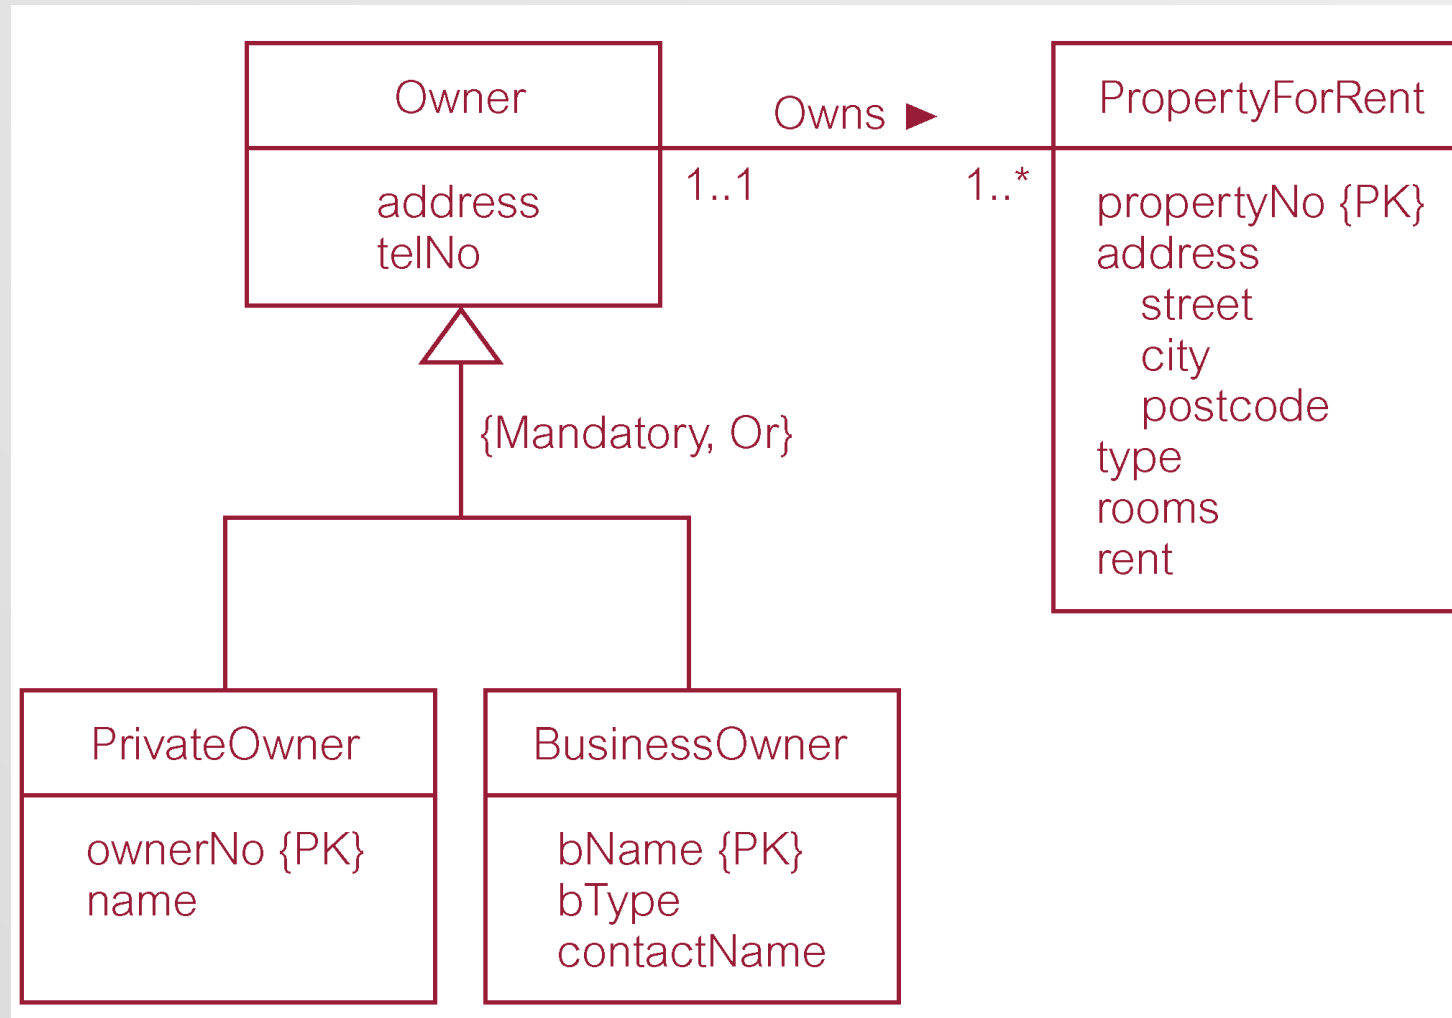 Owner
address
telNo
Owns ►
1..1
1..*
PropertyForRent
propertyNo {PK}
address
street
city
postcode
type
rooms
rent
{Mandatory, Or}
PrivateOwner
ownerNo {PK}
name
BusinessOwner
bName {PK}
bType
contactName